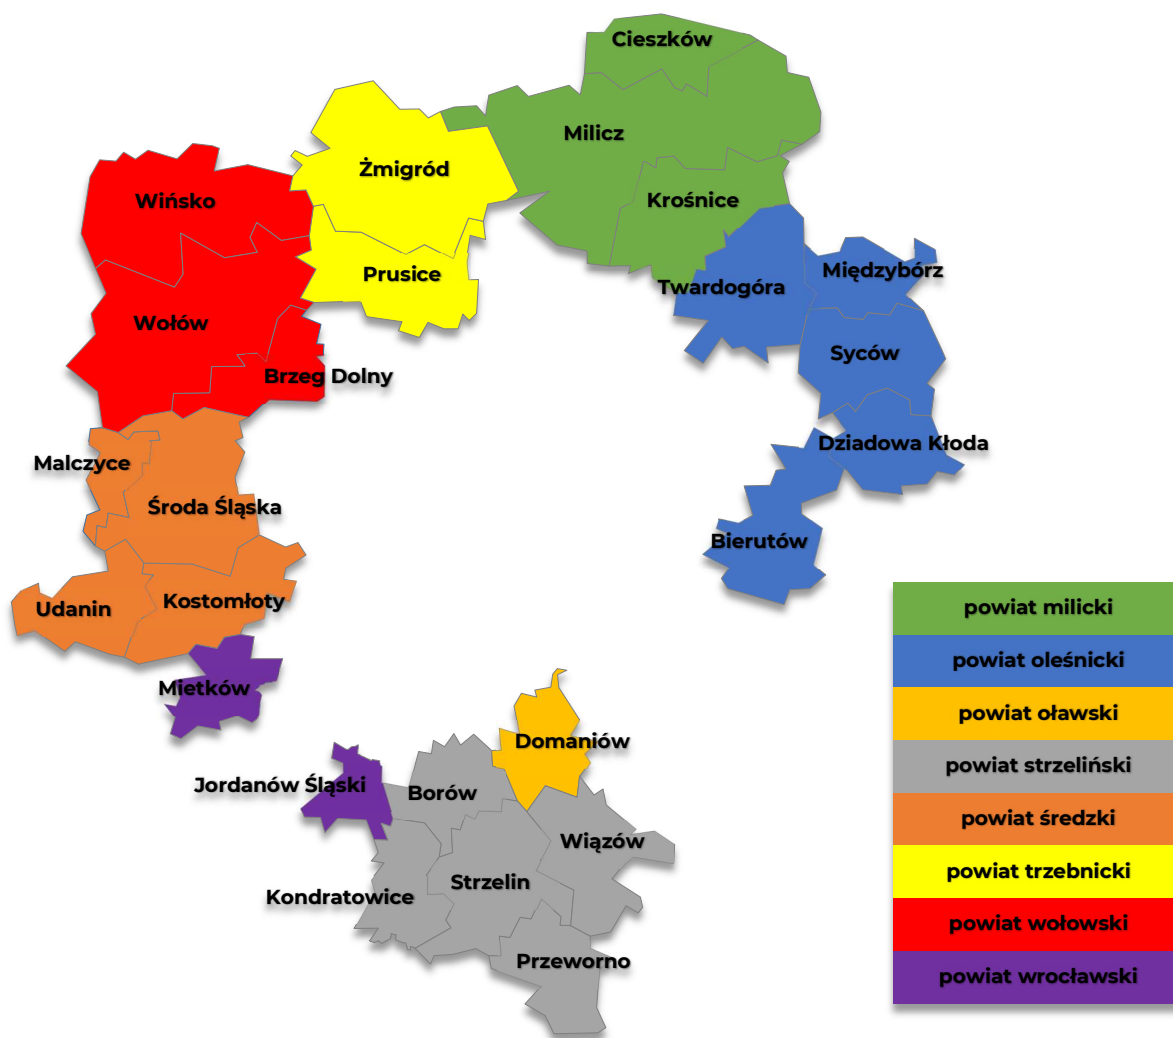 Cieszków
Milicz
Żmigród
Krośnice
Wińsko
Międzybórz
Prusice
Twardogóra
Wołów
Syców
Brzeg Dolny
Dziadowa Kłoda
Malczyce
Środa Śląska
Bierutów
Udanin
Kostomłoty
Mietków
Domaniów
Jordanów Śląski
Borów
Wiązów
Strzelin
Kondratowice
Przeworno
powiat milicki
powiat oleśnicki
powiat oławski
powiat strzeliński
powiat średzki
powiat trzebnicki
powiat wołowski
powiat wrocławski